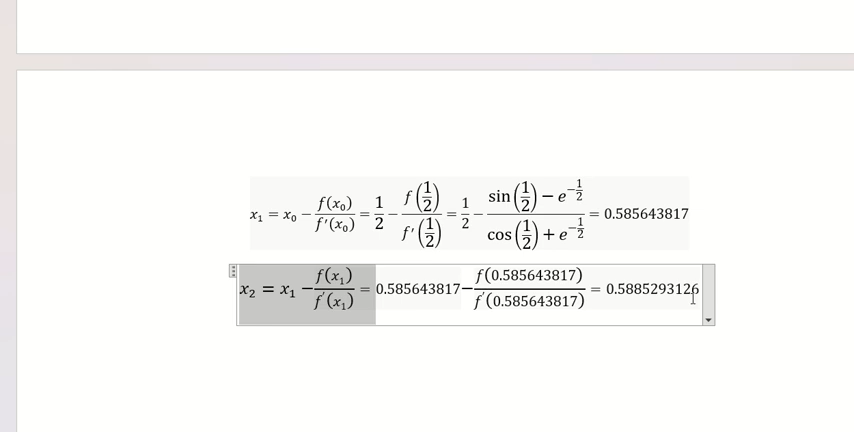 x₁ = x₀ − f(x₀)/f′(x₀) = 1/2 − f(1/2)/f′(1/2) = 1/2 − (sin(1/2) − e^(−1/2))/(cos(1/2) + e^(−1/2)) = 0.585643817
x₂ = x₁ − f(x₁)/f′(x₁) = 0.585643817 − f(0.585643817)/f′(0.585643817) = 0.5885293126